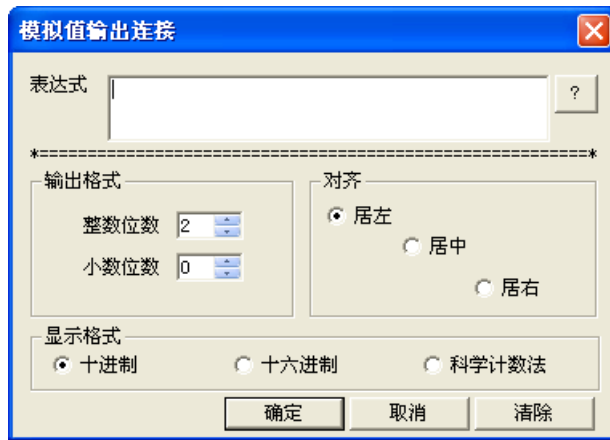 模拟值输出连接
表达式
?
*=======================================================*
输出格式
整数位数 2
小数位数 0
对齐
居左
居中
居右
显示格式
十进制 十六进制 科学计数法
确定 取消 清除